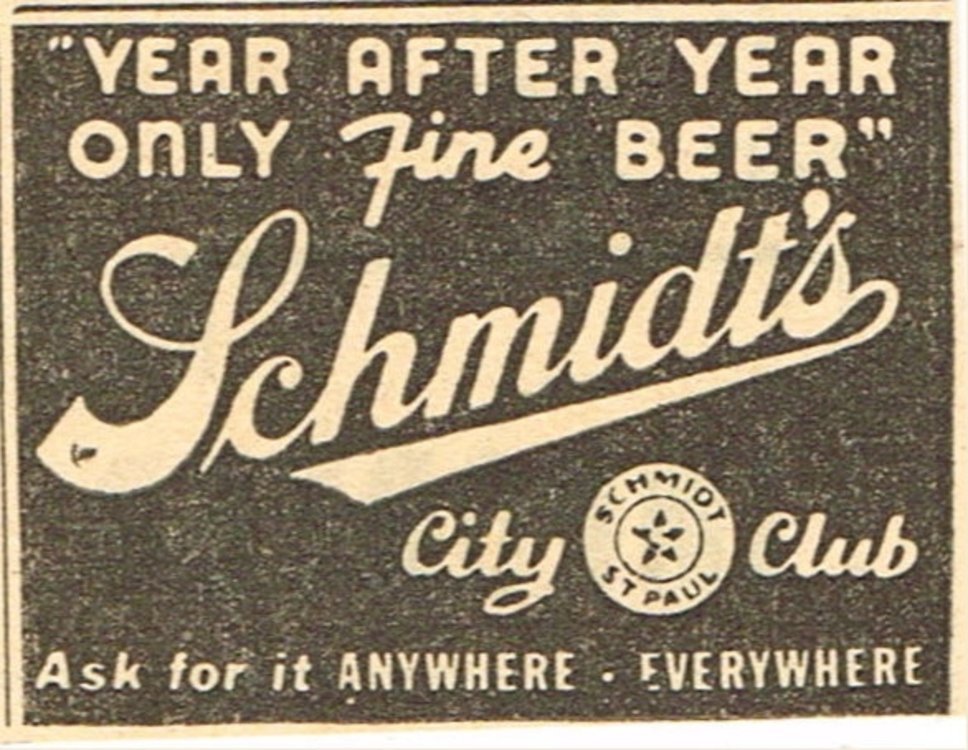 "YEAR AFTER YEAR
ONLY Fine BEER"
Schmidt's
City SCHMIDT ST PAUL Club
Ask for it ANYWHERE · EVERYWHERE